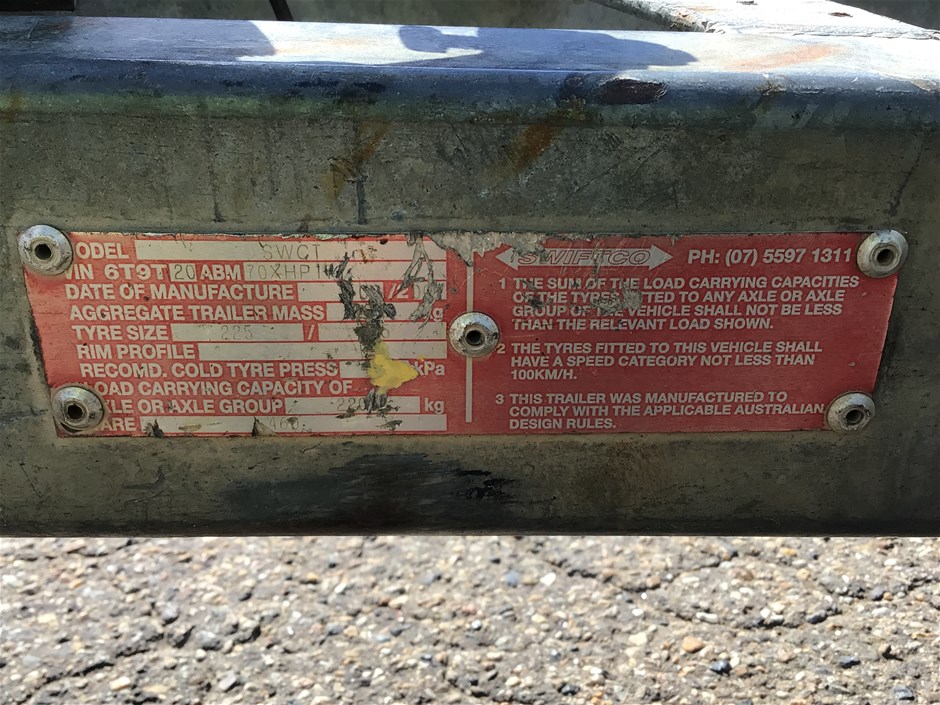 ODEL SWCT
VIN 6T9T 20 ABM 70XHP
DATE OF MANUFACTURE
AGGREGATE TRAILER MASS kg
TYRE SIZE 225 /
RIM PROFILE
RECOMD. COLD TYRE PRESS kPa
LOAD CARRYING CAPACITY OF
AXLE OR AXLE GROUP kg
ARE
SWIFTCO PH: (07) 5597 1311
1 THE SUM OF THE LOAD CARRYING CAPACITIES
OF THE TYRES FITTED TO ANY AXLE OR AXLE
GROUP OF THE VEHICLE SHALL NOT BE LESS
THAN THE RELEVANT LOAD SHOWN.
2 THE TYRES FITTED TO THIS VEHICLE SHALL
HAVE A SPEED CATEGORY NOT LESS THAN
100KM/H.
3 THIS TRAILER WAS MANUFACTURED TO
COMPLY WITH THE APPLICABLE AUSTRALIAN
DESIGN RULES.